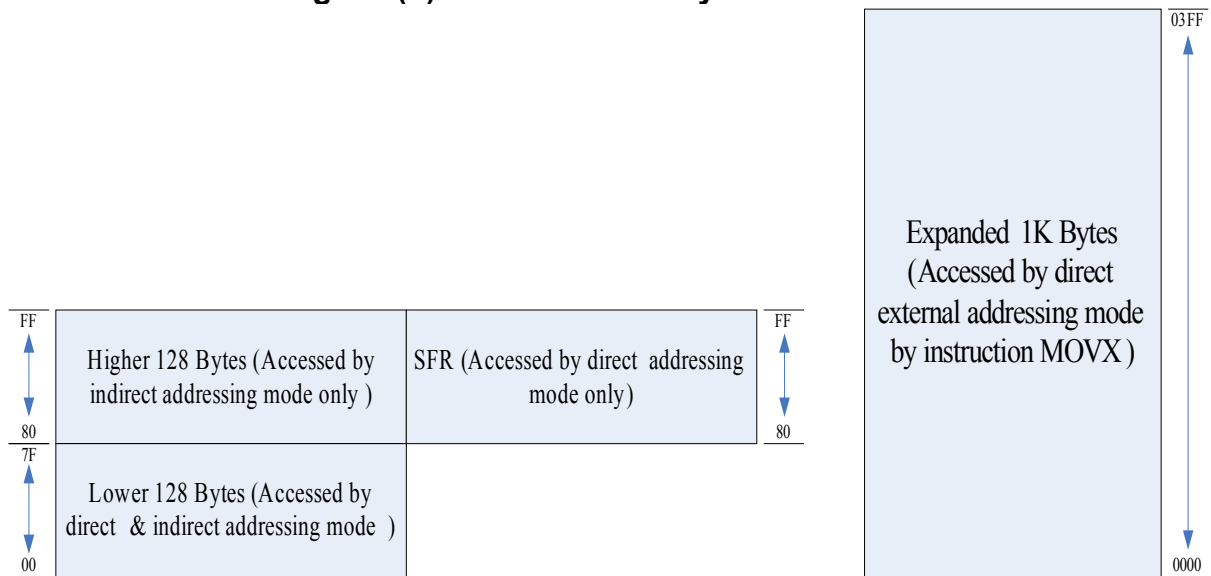 03FF
Expanded 1K Bytes
(Accessed by direct
external addressing mode
by instruction MOVX )
0000
FF
80
7F
00
Higher 128 Bytes (Accessed by
indirect addressing mode only )
SFR (Accessed by direct addressing
mode only)
FF
80
Lower 128 Bytes (Accessed by
direct & indirect addressing mode )